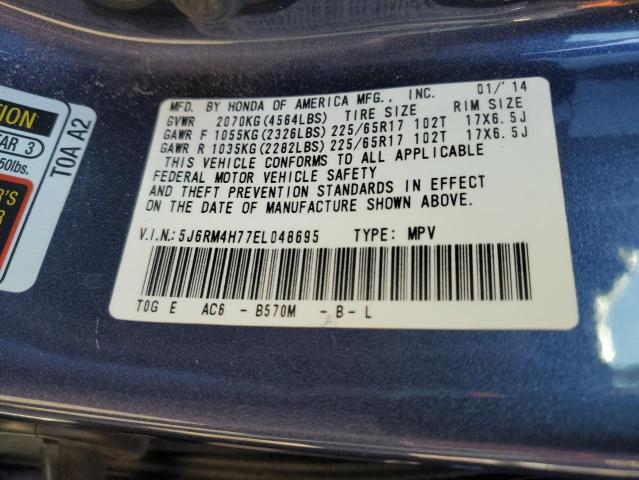 MFD. BY HONDA OF AMERICA MFG., INC. 01/'14
GVWR 2070KG(4564LBS) TIRE SIZE RIM SIZE
GAWR F 1055KG(2326LBS) 225/65R17 102T 17X6.5J
GAWR R 1035KG(2282LBS) 225/65R17 102T 17X6.5J
THIS VEHICLE CONFORMS TO ALL APPLICABLE
FEDERAL MOTOR VEHICLE SAFETY
AND THEFT PREVENTION STANDARDS IN EFFECT
ON THE DATE OF MANUFACTURE SHOWN ABOVE.
V.I.N.: 5J6RM4H77EL048695 TYPE: MPV
T0G E AC6 - B570M - B - L
TION
AR 3
50lbs.
T0A A2
R'S